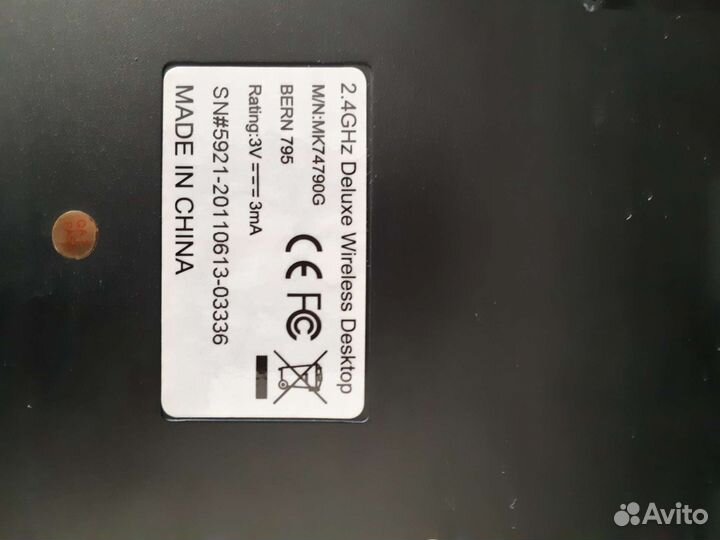 2.4GHz Deluxe Wireless Desktop
M/N:MK74790G
BERN 795
Rating:3V 3mA
SN#5921-20110613-03336
MADE IN CHINA
CE FC
Avito